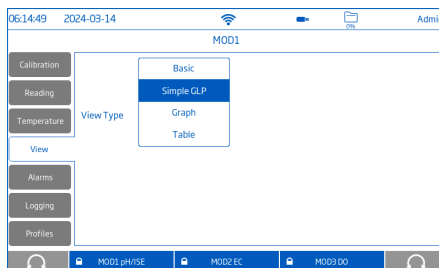 06:14:49 2024-03-14 0% Admi
MOD1
Calibration
Reading
Temperature
View
Alarms
Logging
Profiles
View Type
Basic
Simple GLP
Graph
Table
MOD1 pH/ISE MOD2 EC MOD3 DO